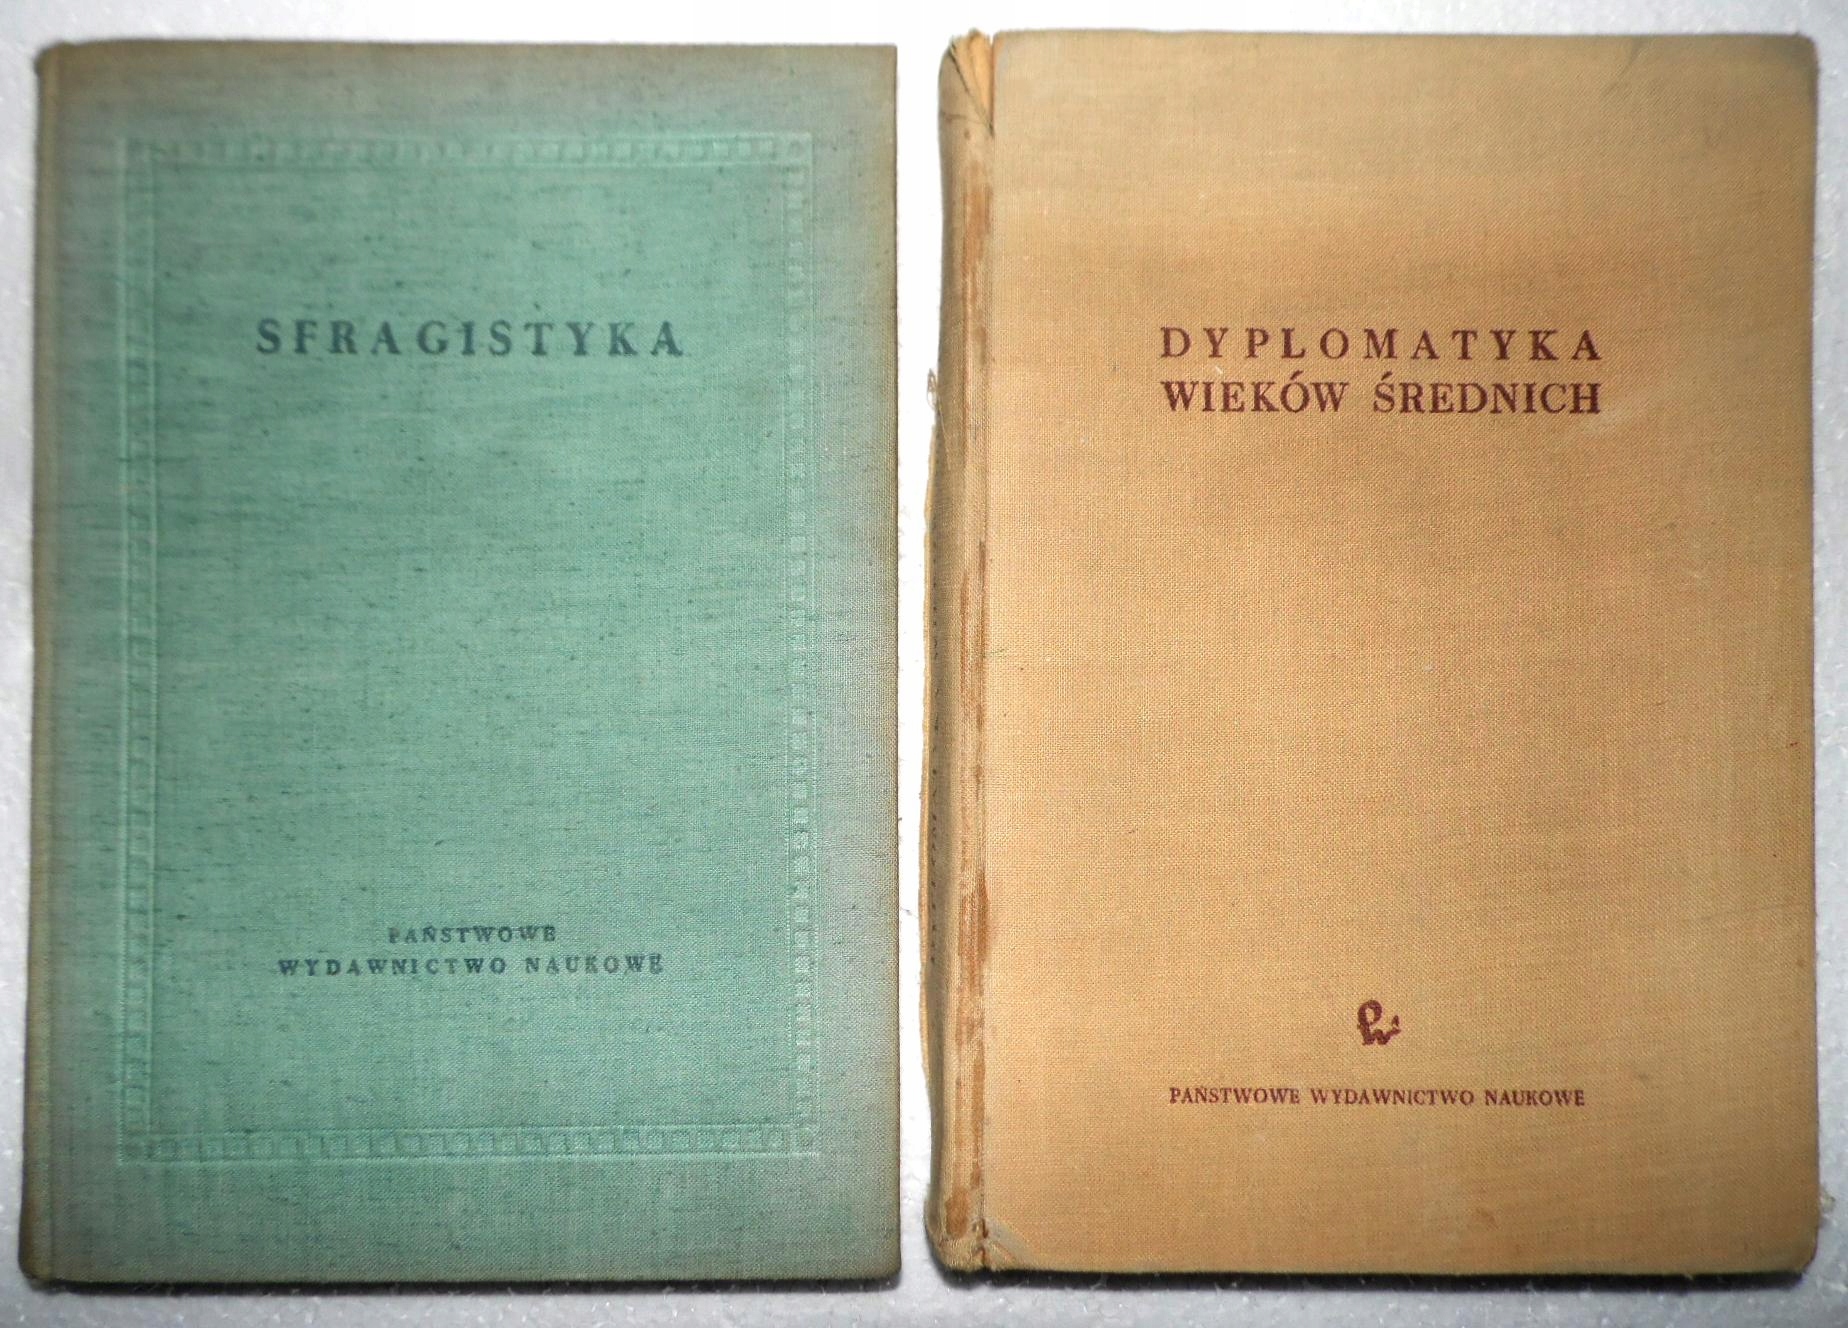 SFRAGISTYKA
PAŃSTWOWE
WYDAWNICTWO NAUKOWE
DYPLOMATYKA
WIEKÓW ŚREDNICH
PAŃSTWOWE WYDAWNICTWO NAUKOWE